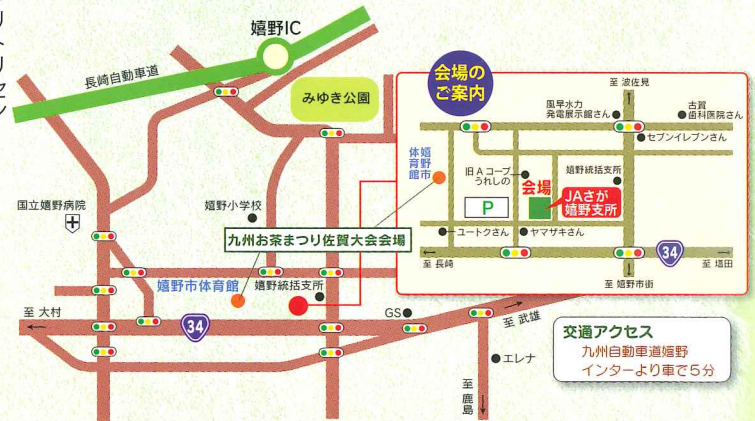 リトリセン
嬉野IC
長崎自動車道
みゆき公園
国立嬉野病院
嬉野小学校
九州お茶まつり佐賀大会会場
嬉野市体育館
嬉野統括支所
至 大村
34
GS
至 武雄
エレナ
至 鹿島
会場の
ご案内
至 波佐見
風早水力
発電展示館さん
古賀
歯科医院さん
セブンイレブンさん
嬉野市
体育館
旧Aコープ
うれしの
嬉野統括支所
P
会場
JAさが
嬉野支所
ユートクさん
ヤマザキさん
34
至 長崎
至 塩田
至 嬉野市街
交通アクセス
九州自動車道嬉野
インターより車で5分